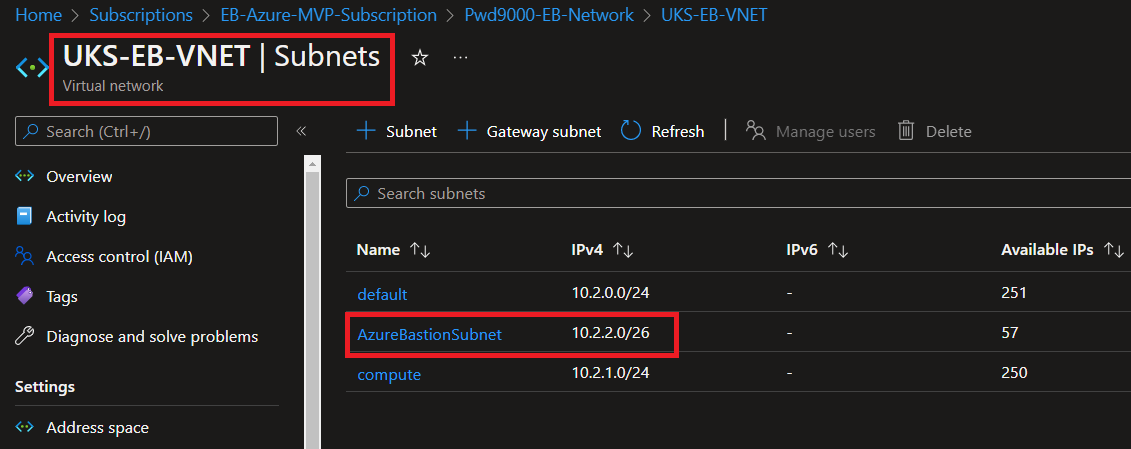 Home > Subscriptions > EB-Azure-MVP-Subscription > Pwd9000-EB-Network > UKS-EB-VNET
UKS-EB-VNET | Subnets
Virtual network
Search (Ctrl+/)
Subnet Gateway subnet Refresh Manage users Delete
Overview
Activity log
Access control (IAM)
Tags
Diagnose and solve problems
Settings
Address space
Search subnets
Name IPv4 IPv6 Available IPs
default 10.2.0.0/24 - 251
AzureBastionSubnet 10.2.2.0/26 - 57
compute 10.2.1.0/24 - 250